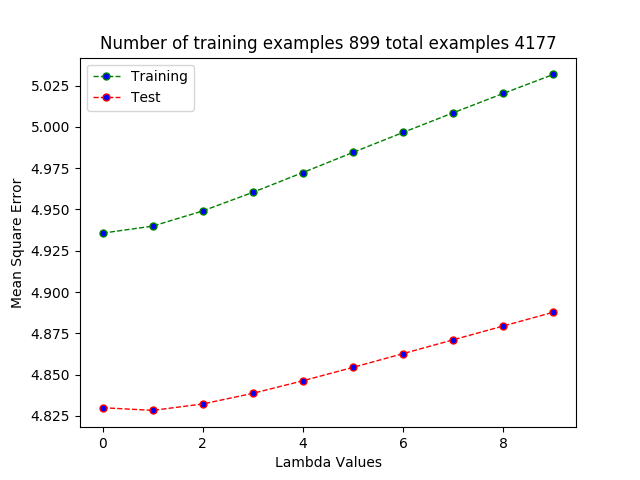 Number of training examples 899 total examples 4177
Training
Test
Mean Square Error
5.025
5.000
4.975
4.950
4.925
4.900
4.875
4.850
4.825
0 2 4 6 8
Lambda Values